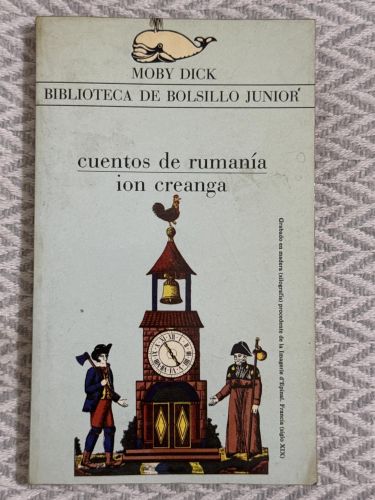 MOBY DICK
BIBLIOTECA DE BOLSILLO JUNIOR
cuentos de rumanía
ion creanga
Grabado en madera (xilografía) procedente de la Imagerie d'Epinal. Francia (siglo XIX)